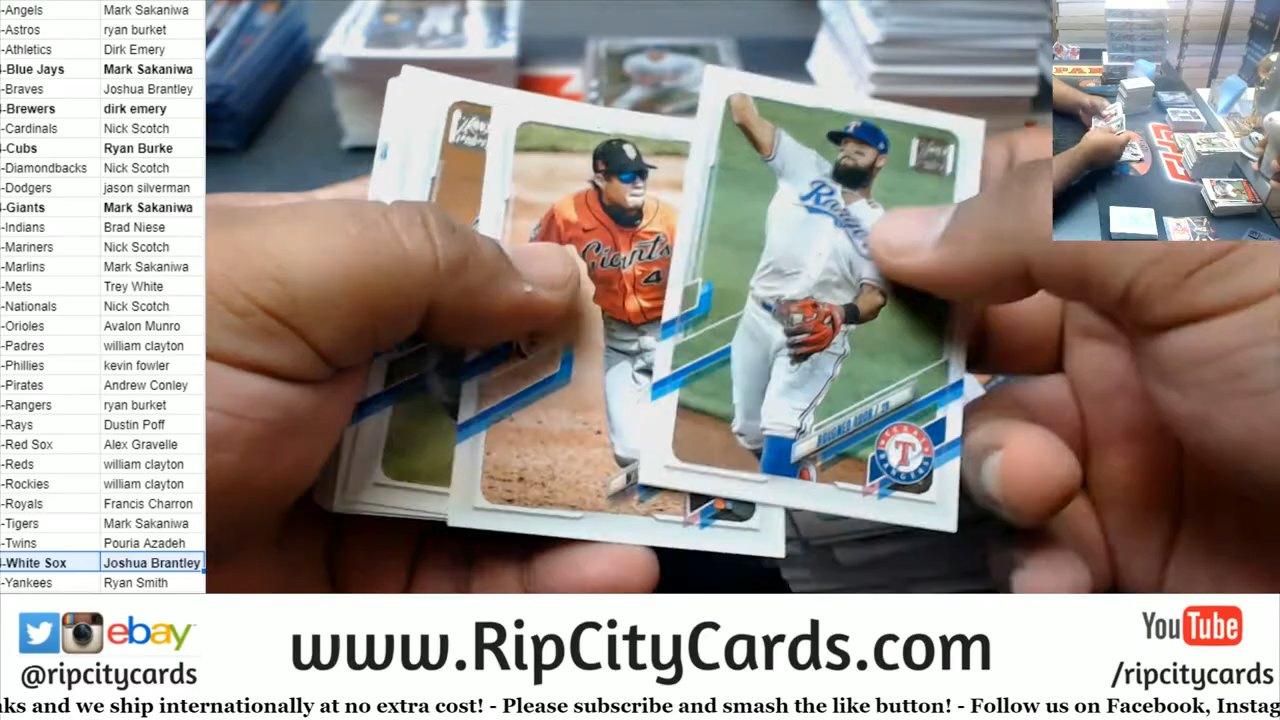 -Angels Mark Sakaniwa
-Astros ryan burket
-Athletics Dirk Emery
-Blue Jays Mark Sakaniwa
-Braves Joshua Brantley
-Brewers dirk emery
-Cardinals Nick Scotch
-Cubs Ryan Burke
-Diamondbacks Nick Scotch
-Dodgers jason silverman
-Giants Mark Sakaniwa
-Indians Brad Niese
-Mariners Nick Scotch
-Marlins Mark Sakaniwa
-Mets Trey White
-Nationals Nick Scotch
-Orioles Avalon Munro
-Padres william clayton
-Phillies kevin fowler
-Pirates Andrew Conley
-Rangers ryan burket
-Rays Dustin Poff
-Red Sox Alex Gravelle
-Reds william clayton
-Rockies william clayton
-Royals Francis Charron
-Tigers Mark Sakaniwa
-Twins Pouria Azadeh
-White Sox Joshua Brantley
-Yankees Ryan Smith
Giants
4
Rangers
T
ebay
@ripcitycards
www.RipCityCards.com
YouTube
/ripcitycards
and we ship internationally at no extra cost! - Please subscribe and smash the like button! - Follow us on Facebook,